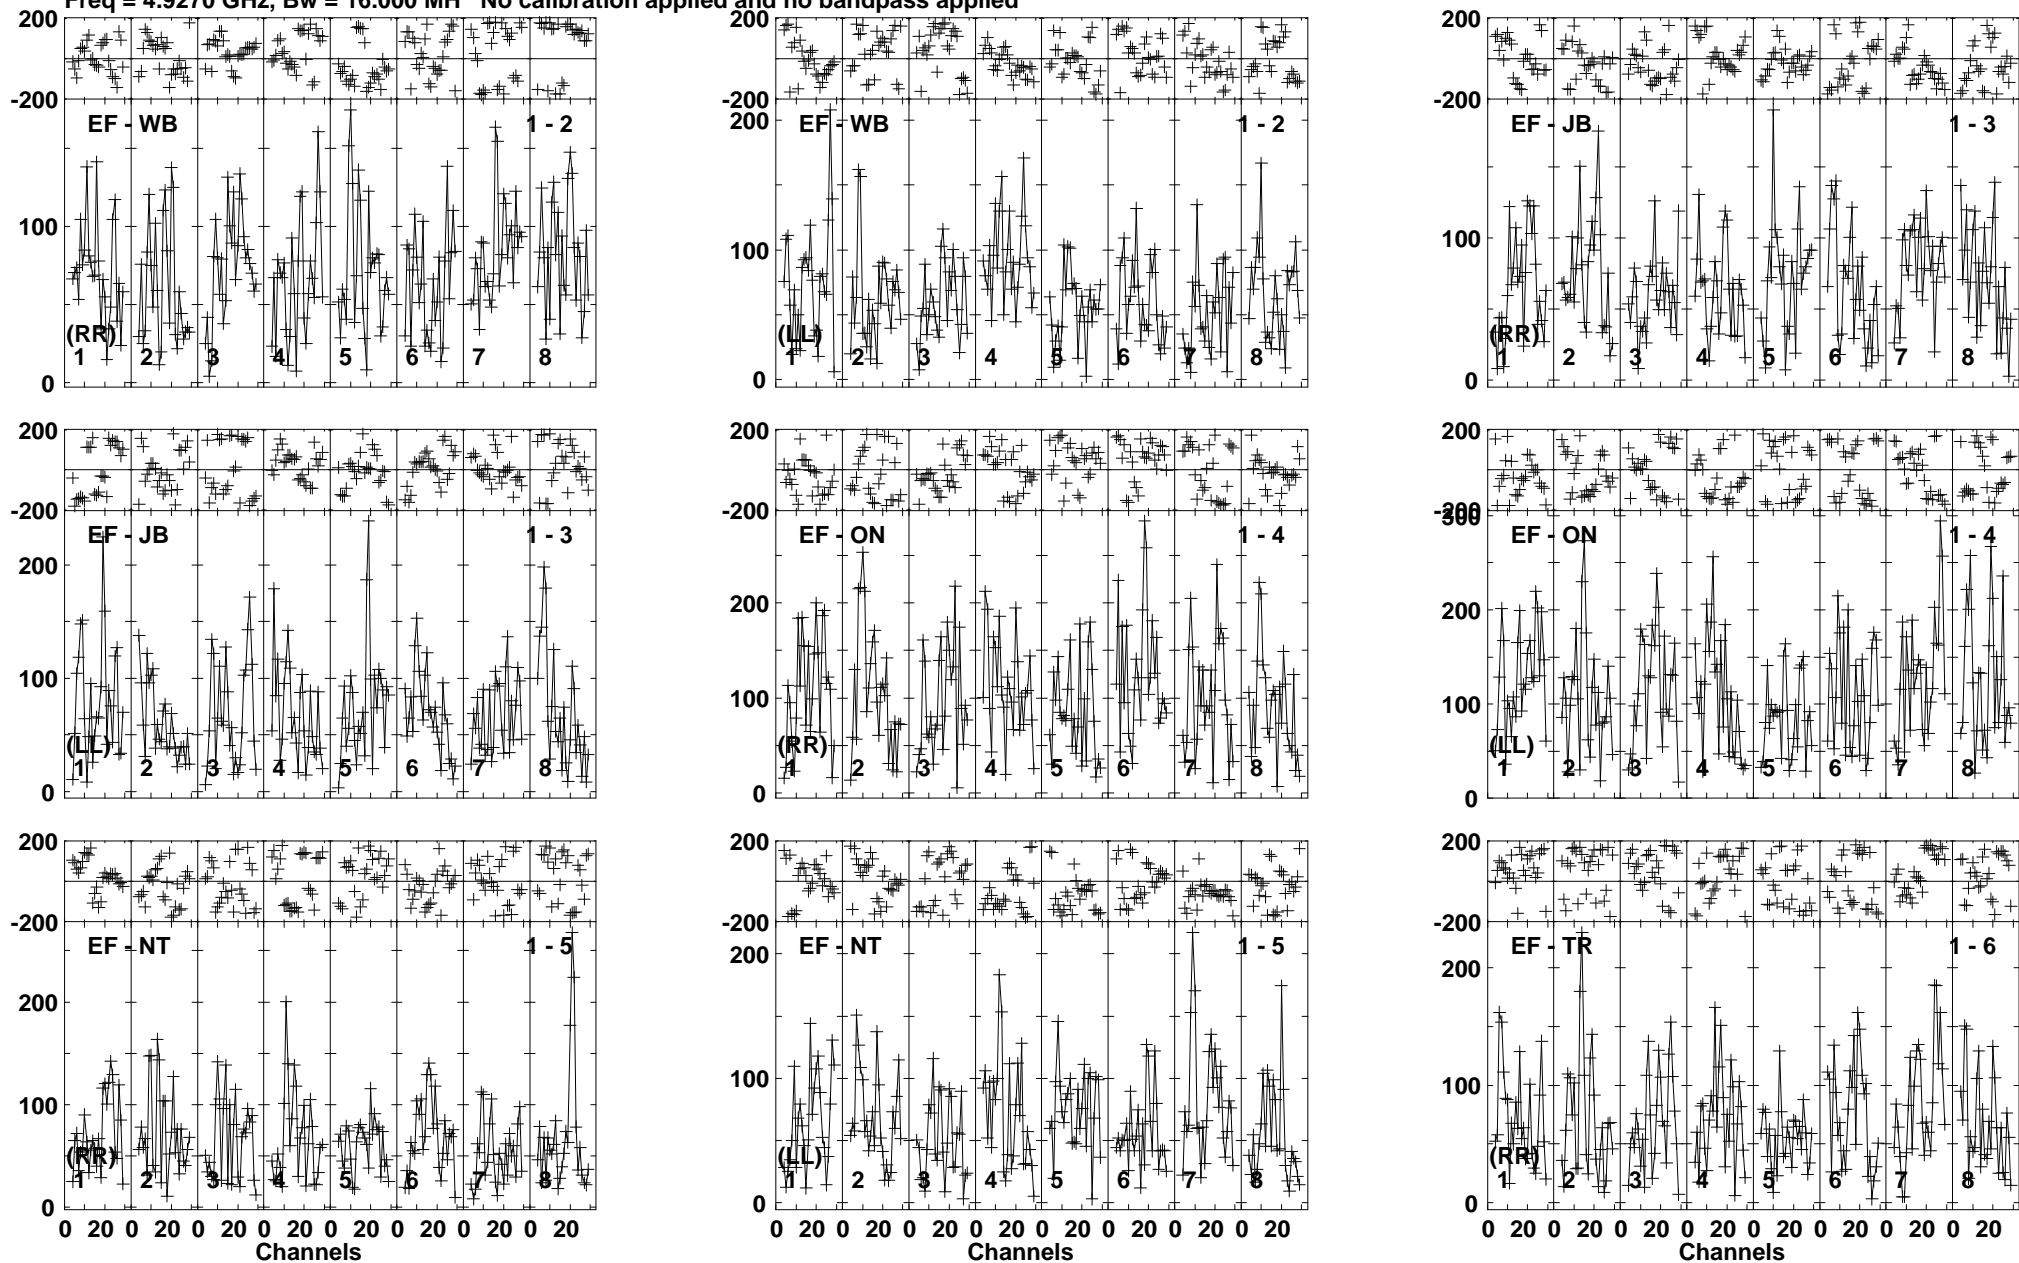 Freq = 4.9270 GHz, Bw = 16.000 MH No calibration applied and no bandpass applied
200 200 200
-200 -200 -200
EF - WB 1 - 2 EF - WB 1 - 2 EF - JB 1 - 3
200
100 100 100
(RR) (LL) (RR)
1 2 3 4 5 6 7 8 1 2 3 4 5 6 7 8 1 2 3 4 5 6 7 8
0 0 0
200 200 200
-200 -200 -200
300
EF - JB 1 - 3 EF - ON 1 - 4 EF - ON 1 - 4
200 200 200
100 100 100
(LL) (RR) (LL)
1 2 3 4 5 6 7 8 1 2 3 4 5 6 7 8 1 2 3 4 5 6 7 8
0 0 0
200 200 200
-200 -200 -200
EF - NT 1 - 5 EF - NT 1 - 5 EF - TR 1 - 6
200 200 200
100 100 100
(RR) (LL) (RR)
1 2 3 4 5 6 7 8 1 2 3 4 5 6 7 8 1 2 3 4 5 6 7 8
0 0 0
0 20 0 20 0 20 0 20 0 20 0 20 0 20 0 20 0 20 0 20 0 20 0 20 0 20 0 20 0 20 0 20 0 20 0 20 0 20 0 20 0 20 0 20 0 20 0 20
Channels Channels Channels